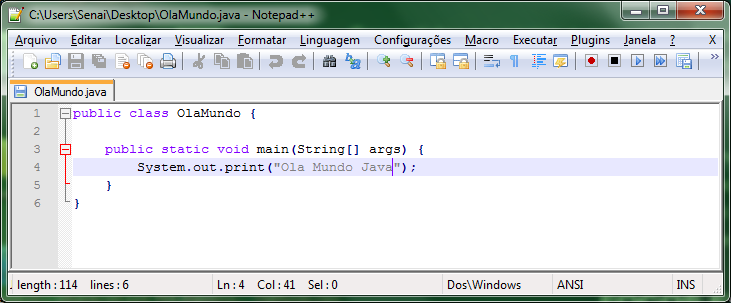 C:\Users\Senai\Desktop\OlaMundo.java - Notepad++
Arquivo Editar Localizar Visualizar Formatar Linguagem Configurações Macro Executar Plugins Janela ? X
OlaMundo.java
1 public class OlaMundo {
2
3 public static void main(String[] args) {
4 System.out.print("Ola Mundo Java");
5 }
6 }
length : 114 lines : 6 Ln : 4 Col : 41 Sel : 0 Dos\Windows ANSI INS